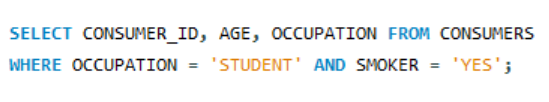 SELECT CONSUMER_ID, AGE, OCCUPATION FROM CONSUMERS
WHERE OCCUPATION = 'STUDENT' AND SMOKER = 'YES';